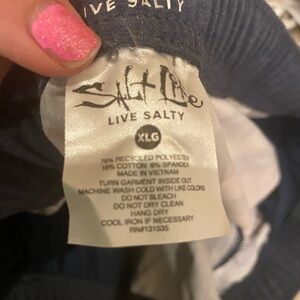 LIVE SALTY
Salt Life
LIVE SALTY
XLG
76% RECYCLED POLYESTER
18% COTTON 6% SPANDEX
MADE IN VIETNAM
TURN GARMENT INSIDE OUT
MACHINE WASH COLD WITH LIKE COLORS
DO NOT BLEACH
DO NOT DRY CLEAN
HANG DRY
COOL IRON IF NECESSARY
RN#131535